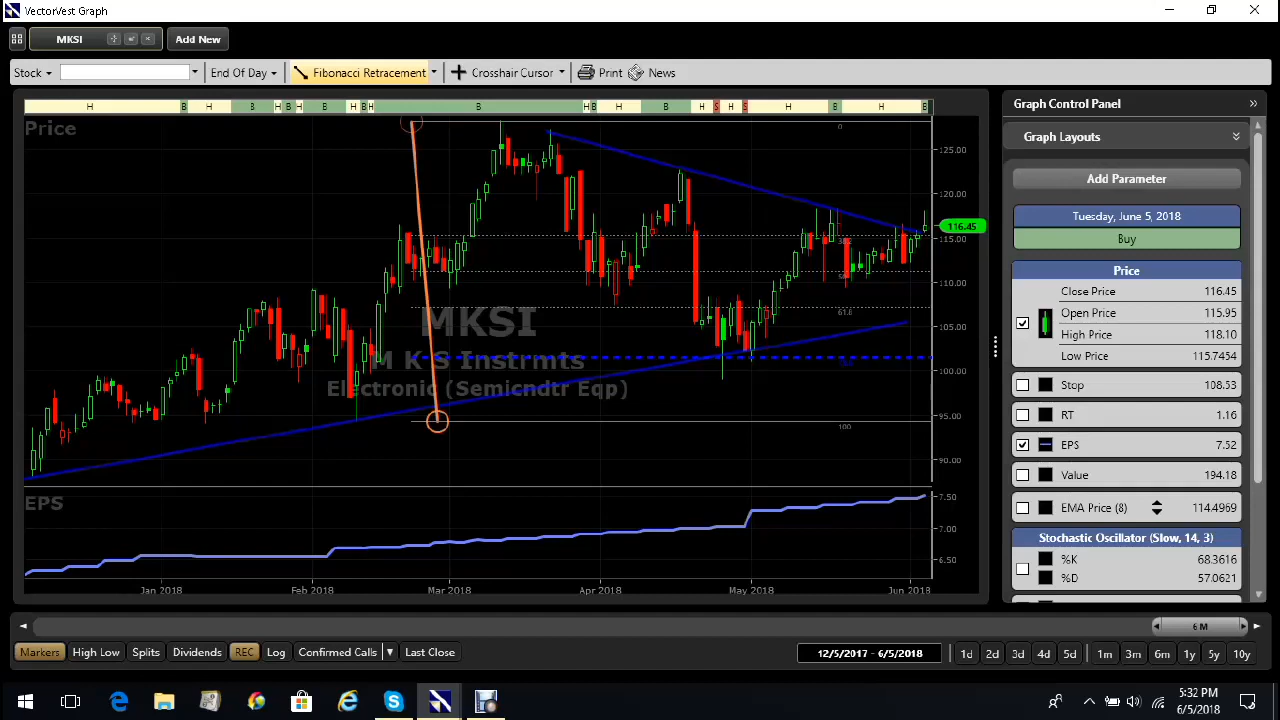 VectorVest Graph
MKSI
Add New
Stock
End Of Day
Fibonacci Retracement
Crosshair Cursor
Print
News
H B H B H B H B H B H B H B H B H S H S H B H B
Price
0
125.00
120.00
116.45
115.00
38.2
110.00
61.8
105.00
100.00
95.00
100
90.00
MKSI
M K S Instrmts
Electronic (Semicndtr Eqp)
EPS
7.50
7.00
6.50
Jan 2018 Feb 2018 Mar 2018 Apr 2018 May 2018 Jun 2018
Graph Control Panel
Graph Layouts
Add Parameter
Tuesday, June 5, 2018
Buy
Price
Close Price 116.45
Open Price 115.95
High Price 118.10
Low Price 115.7454
Stop 108.53
RT 1.16
EPS 7.52
Value 194.18
EMA Price (8) 114.4969
Stochastic Oscillator (Slow, 14, 3)
%K 68.3616
%D 57.0621
6 M
Markers High Low Splits Dividends REC Log Confirmed Calls Last Close
12/5/2017 - 6/5/2018
1d 2d 3d 4d 5d 1m 3m 6m 1y 5y 10y
5:32 PM
6/5/2018